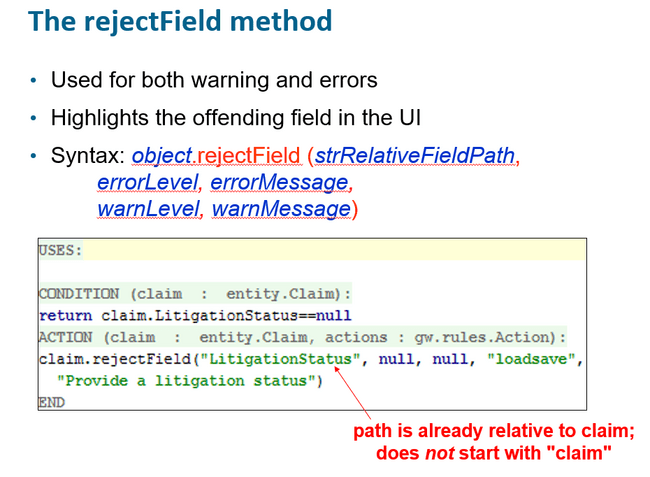 The rejectField method
• Used for both warning and errors
• Highlights the offending field in the UI
• Syntax: object.rejectField (strRelativeFieldPath,
errorLevel, errorMessage,
warnLevel, warnMessage)
USES:
CONDITION (claim : entity.Claim):
return claim.LitigationStatus==null
ACTION (claim : entity.Claim, actions : gw.rules.Action):
claim.rejectField("LitigationStatus", null, null, "loadsave",
"Provide a litigation status")
END
path is already relative to claim;
does not start with "claim"